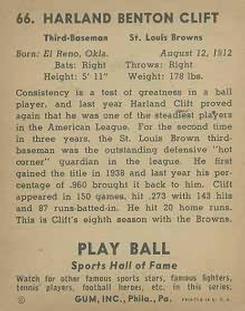 66. HARLAND BENTON CLIFT
Third-Baseman St. Louis Browns
Born: El Reno, Okla. August 12, 1912
Bats: Right Throws: Right
Height: 5' 11" Weight: 178 lbs.
Consistency is a test of greatness in a ball
player, and last year Harland Clift proved
again that he was one of the steadiest players
in the American League. For the second time
in three years, the St. Louis Brown third-
baseman was the outstanding defensive "hot
corner" guardian in the league. He first
gained the title in 1938 and last year his per-
centage of .960 brought it back to him. Clift
appeared in 150 games, hit .273 with 143 hits
and 87 runs-batted-in. He hit 20 home runs.
This is Clift's eighth season with the Browns.
PLAY BALL
Sports Hall of Fame
Watch for other famous sports stars, famous fighters,
tennis players, football heroes, etc. in this series;
© GUM, INC., Phila., Pa. PRINTED IN U.S.A.